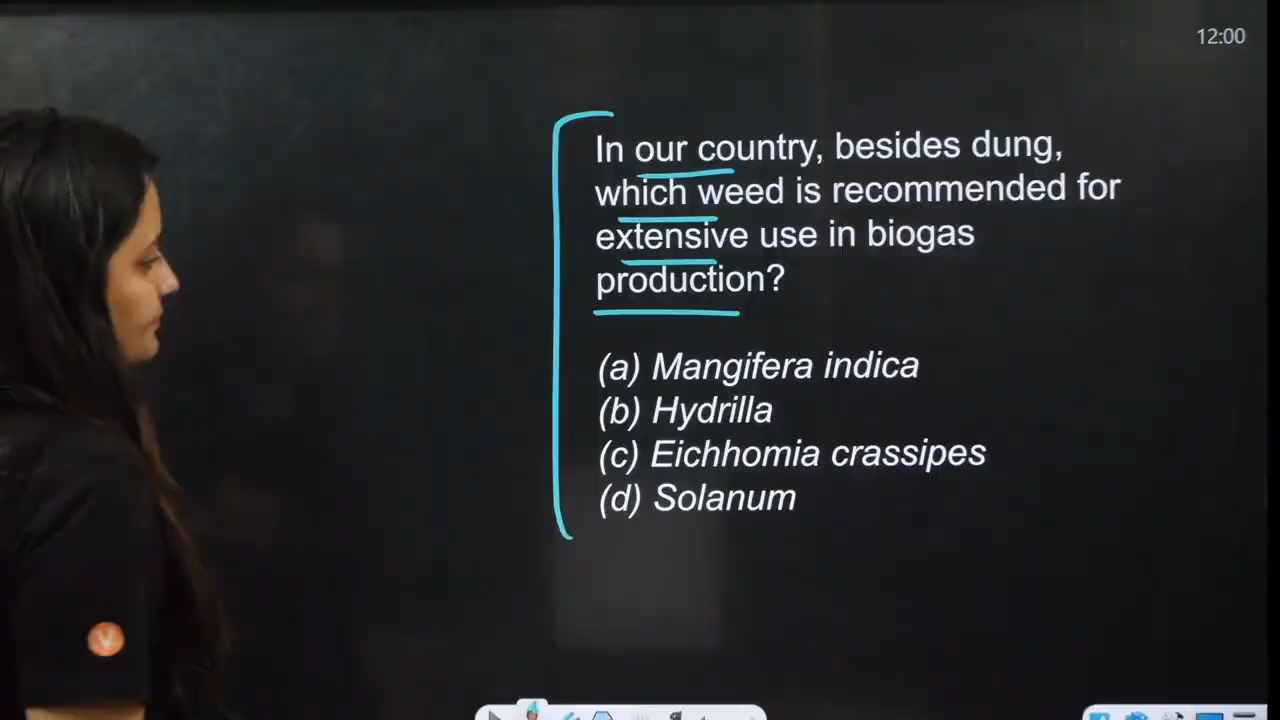 12:00
In our country, besides dung,
which weed is recommended for
extensive use in biogas
production?
(a) Mangifera indica
(b) Hydrilla
(c) Eichhomia crassipes
(d) Solanum
V